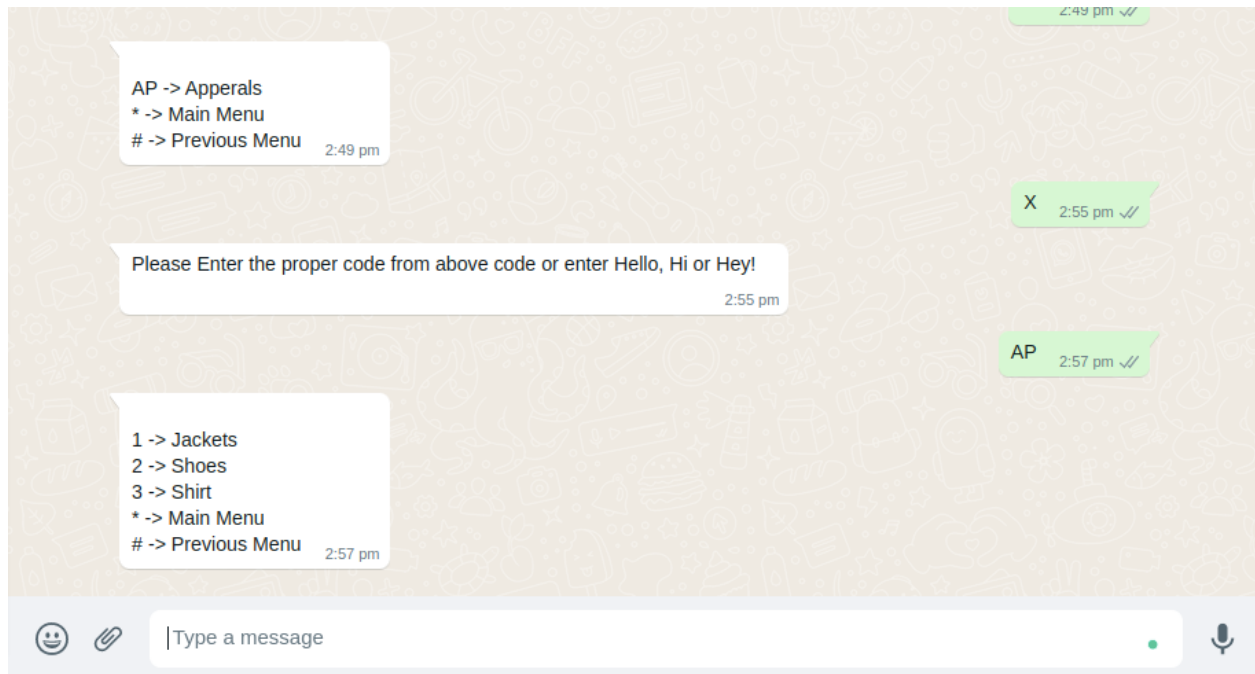 2:49 pm
AP -> Apperals
* -> Main Menu
# -> Previous Menu
2:49 pm
X
2:55 pm
Please Enter the proper code from above code or enter Hello, Hi or Hey!
2:55 pm
AP
2:57 pm
1 -> Jackets
2 -> Shoes
3 -> Shirt
* -> Main Menu
# -> Previous Menu
2:57 pm
Type a message